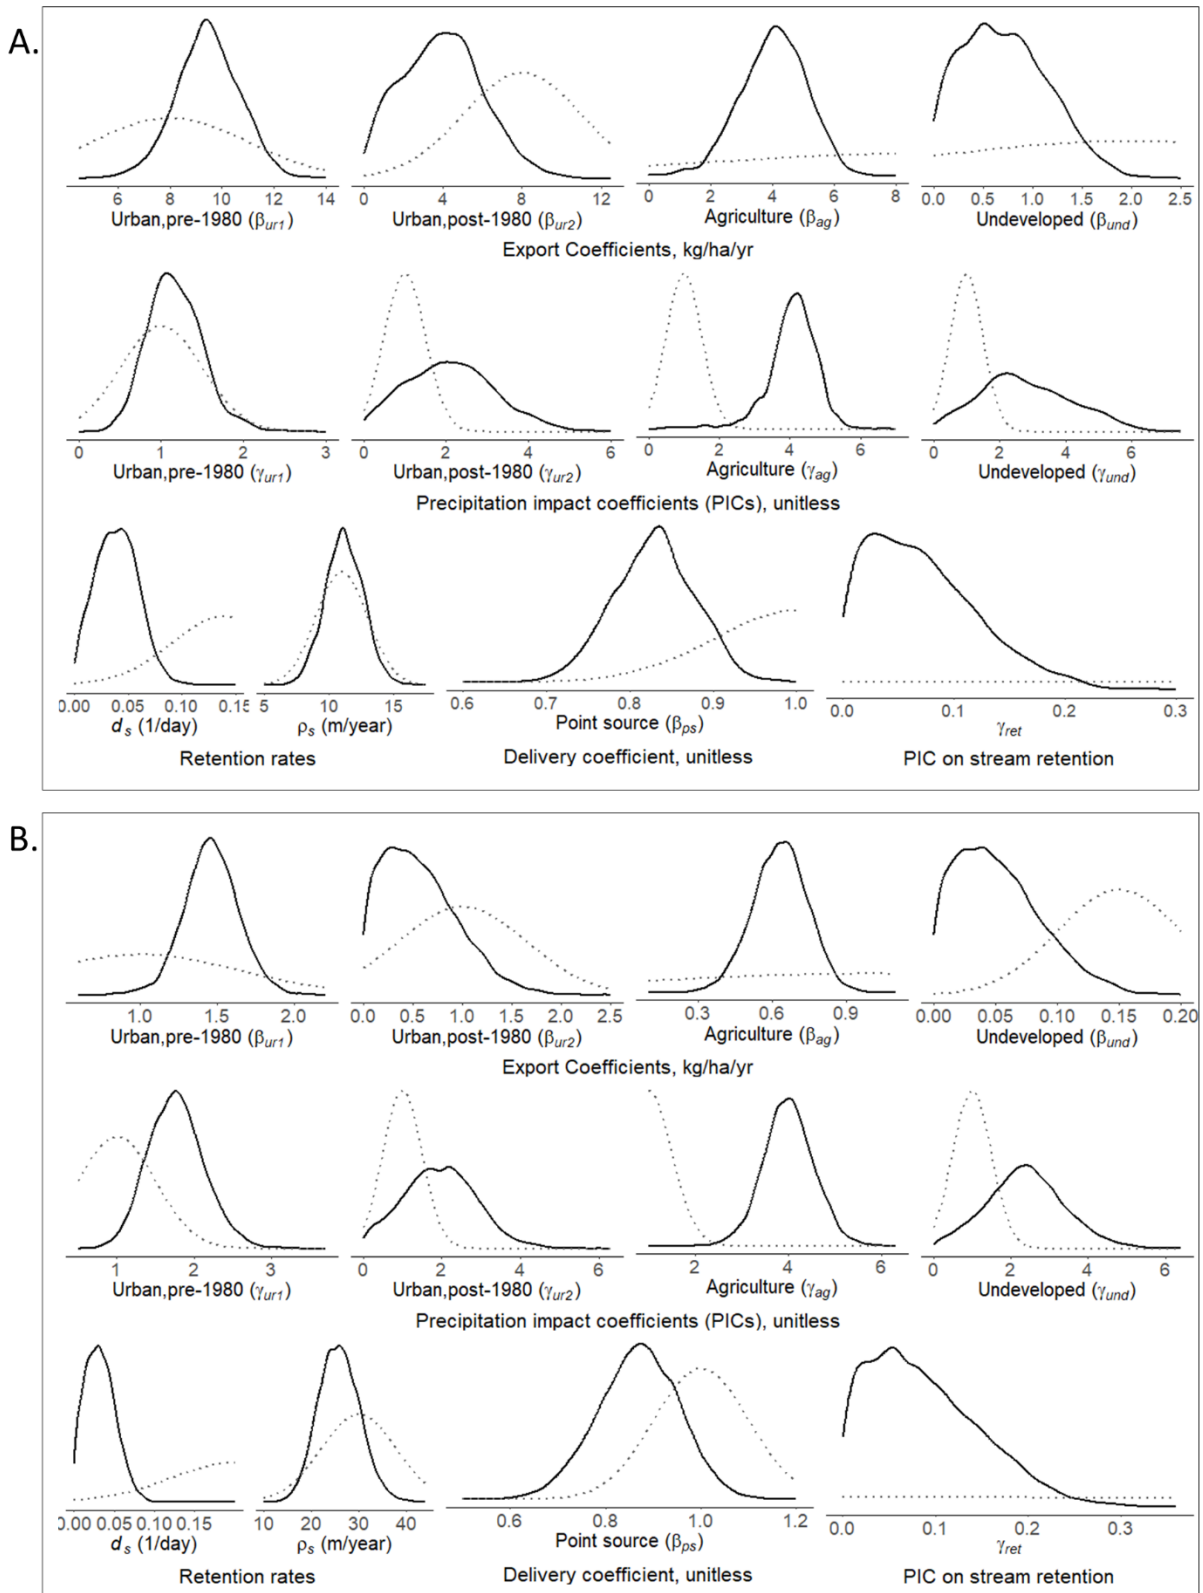 A.
6 8 10 12 14
0 4 8 12
0 2 4 6 8
0.0 0.5 1.0 1.5 2.0 2.5
Urban,pre-1980 (βur1)
Urban,post-1980 (βur2)
Agriculture (βag)
Undeveloped (βund)
Export Coefficients, kg/ha/yr
0 1 2 3
0 2 4 6
0 2 4 6
0 2 4 6
Urban,pre-1980 (γur1)
Urban,post-1980 (γur2)
Agriculture (γag)
Undeveloped (γund)
Precipitation impact coefficients (PICs), unitless
0.00 0.05 0.10 0.15
5 10 15
0.6 0.7 0.8 0.9 1.0
0.0 0.1 0.2 0.3
ds (1/day)
ρs (m/year)
Point source (βps)
γret
Retention rates
Delivery coefficient, unitless
PIC on stream retention
B.
1.0 1.5 2.0
0.0 0.5 1.0 1.5 2.0 2.5
0.3 0.6 0.9
0.00 0.05 0.10 0.15 0.20
Urban,pre-1980 (βur1)
Urban,post-1980 (βur2)
Agriculture (βag)
Undeveloped (βund)
Export Coefficients, kg/ha/yr
1 2 3
0 2 4 6
2 4 6
0 2 4 6
Urban,pre-1980 (γur1)
Urban,post-1980 (γur2)
Agriculture (γag)
Undeveloped (γund)
Precipitation impact coefficients (PICs), unitless
0.00 0.05 0.10 0.15
10 20 30 40
0.6 0.8 1.0 1.2
0.0 0.1 0.2 0.3
ds (1/day)
ρs (m/year)
Point source (βps)
γret
Retention rates
Delivery coefficient, unitless
PIC on stream retention